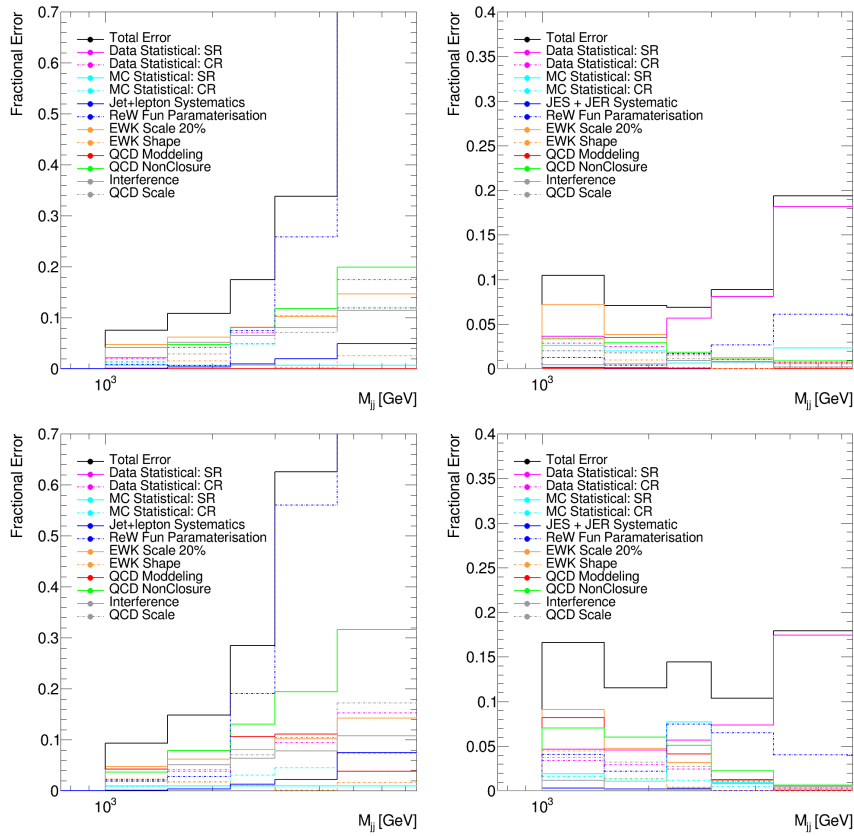 Fractional Error
0.7
0.6
0.5
0.4
0.3
0.2
0.1
0
Total Error
Data Statistical: SR
Data Statistical: CR
MC Statistical: SR
MC Statistical: CR
Jet+lepton Systematics
ReW Fun Paramaterisation
EWK Scale 20%
EWK Shape
QCD Moddeling
QCD NonClosure
Interference
QCD Scale
10³
M_jj [GeV]
Fractional Error
0.4
0.35
0.3
0.25
0.2
0.15
0.1
0.05
0
Total Error
Data Statistical: SR
Data Statistical: CR
MC Statistical: SR
MC Statistical: CR
JES + JER Systematic
ReW Fun Paramaterisation
EWK Scale 20%
EWK Shape
QCD Moddeling
QCD NonClosure
Interference
QCD Scale
10³
M_jj [GeV]
Fractional Error
0.7
0.6
0.5
0.4
0.3
0.2
0.1
0
Total Error
Data Statistical: SR
Data Statistical: CR
MC Statistical: SR
MC Statistical: CR
Jet+lepton Systematics
ReW Fun Paramaterisation
EWK Scale 20%
EWK Shape
QCD Moddeling
QCD NonClosure
Interference
QCD Scale
10³
M_jj [GeV]
Fractional Error
0.4
0.35
0.3
0.25
0.2
0.15
0.1
0.05
0
Total Error
Data Statistical: SR
Data Statistical: CR
MC Statistical: SR
MC Statistical: CR
JES + JER Systematic
ReW Fun Paramaterisation
EWK Scale 20%
EWK Shape
QCD Moddeling
QCD NonClosure
Interference
QCD Scale
10³
M_jj [GeV]